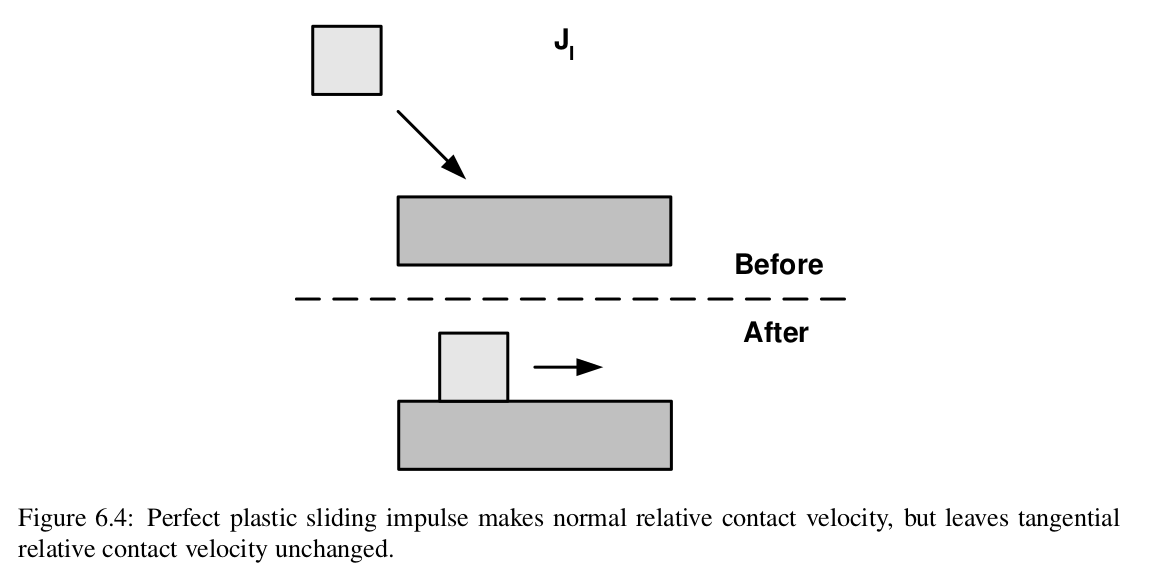 J_I
Before
After
Figure 6.4: Perfect plastic sliding impulse makes normal relative contact velocity, but leaves tangential
relative contact velocity unchanged.